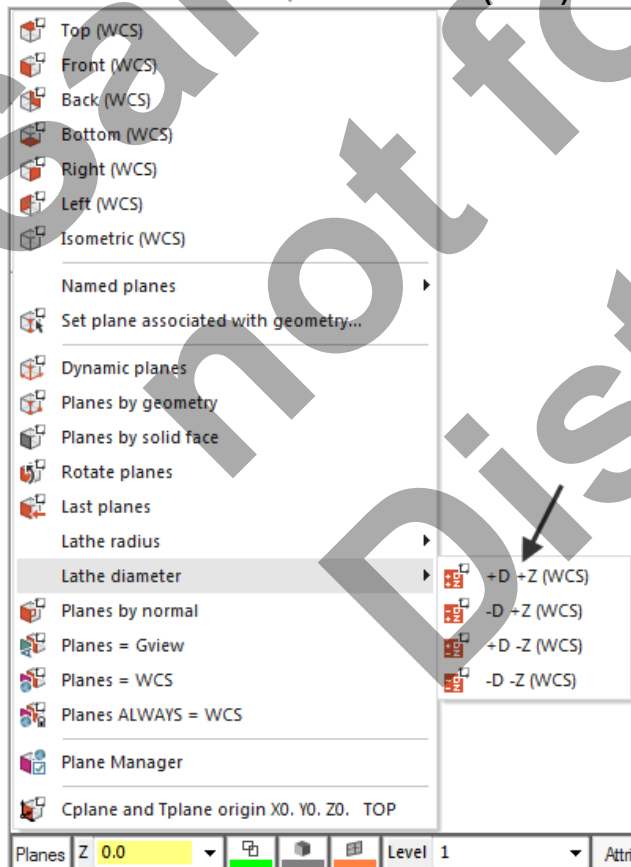 Top (WCS)
Front (WCS)
Back (WCS)
Bottom (WCS)
Right (WCS)
Left (WCS)
Isometric (WCS)
Named planes
Set plane associated with geometry...
Dynamic planes
Planes by geometry
Planes by solid face
Rotate planes
Last planes
Lathe radius
Lathe diameter
+D +Z (WCS)
-D +Z (WCS)
+D -Z (WCS)
-D -Z (WCS)
Planes by normal
Planes = Gview
Planes = WCS
Planes ALWAYS = WCS
Plane Manager
Cplane and Tplane origin X0. Y0. Z0. TOP
Planes Z 0.0 Level 1
not